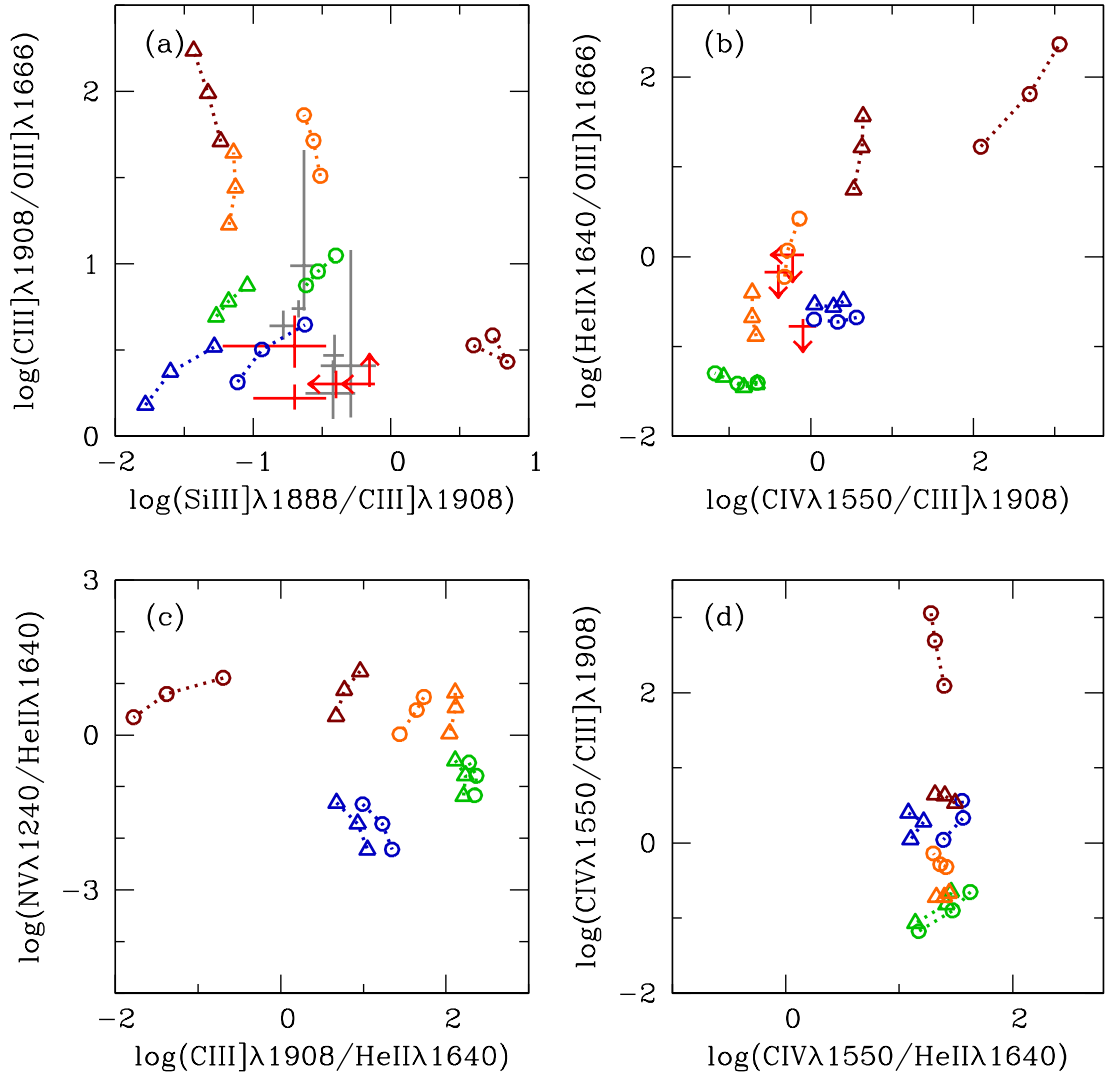 (a)
log(CIII]λ1908/OIII]λ1666)
2
1
0
−2
−1
0
1
log(SiIII]λ1888/CIII]λ1908)
(b)
log(HeIIλ1640/OIII]λ1666)
2
0
−2
0
2
log(CIVλ1550/CIII]λ1908)
(c)
log(NVλ1240/HeIIλ1640)
3
0
−3
−2
0
2
log(CIII]λ1908/HeIIλ1640)
(d)
log(CIVλ1550/CIII]λ1908)
2
0
−2
0
2
log(CIVλ1550/HeIIλ1640)